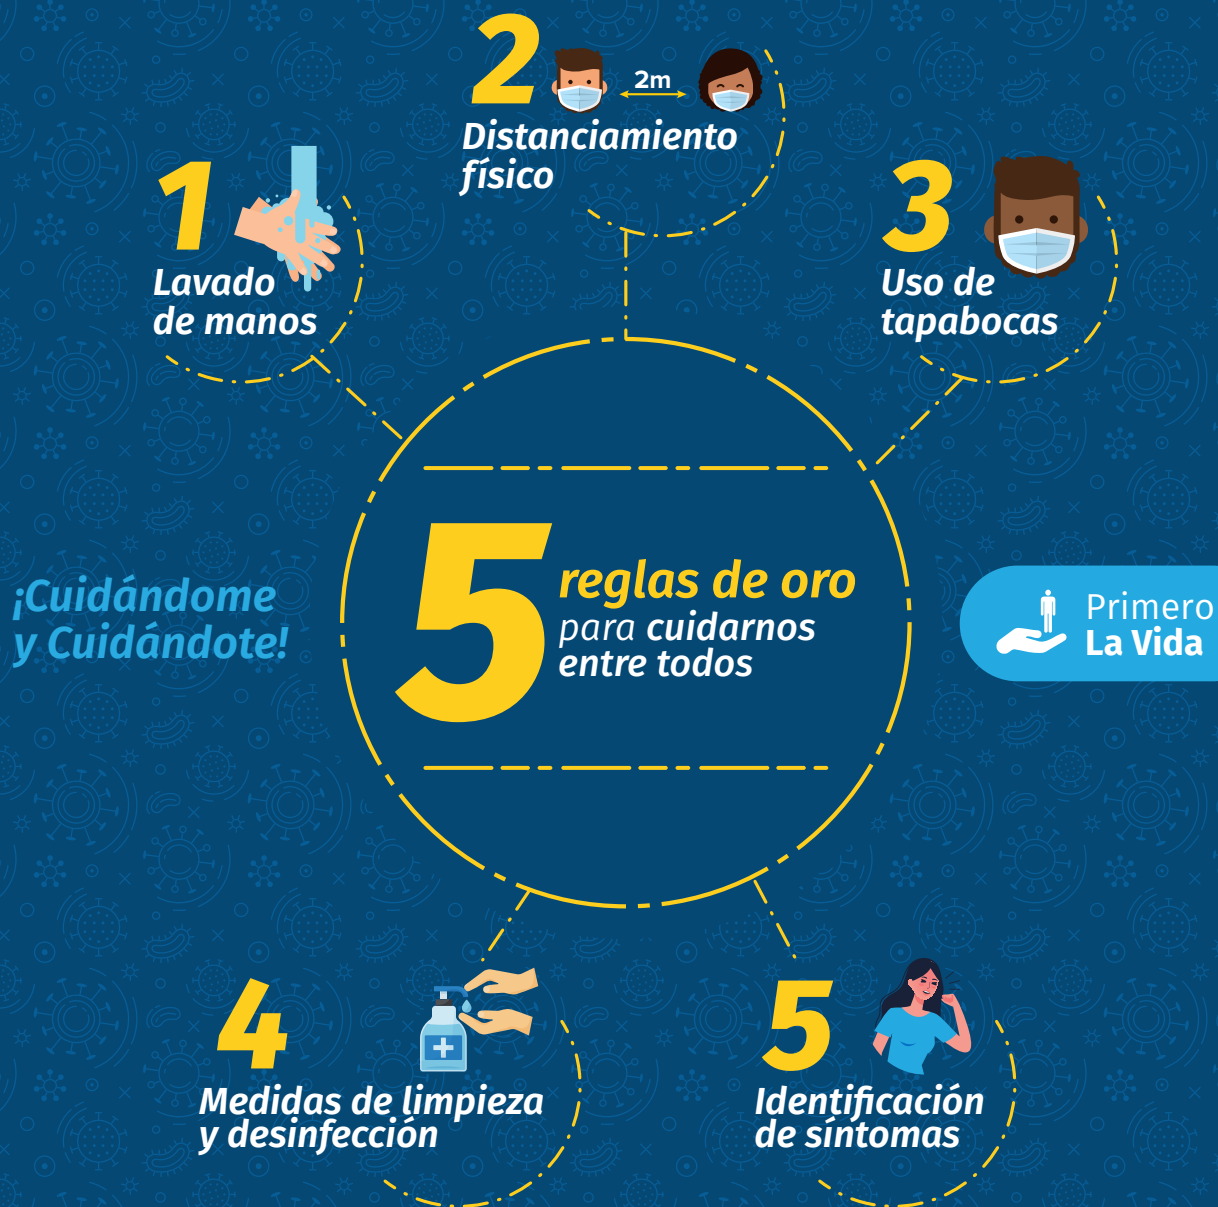 1
Lavado
de manos
2
2m
Distanciamiento
físico
3
Uso de
tapabocas
¡Cuidándome
y Cuidándote!
5
reglas de oro
para cuidarnos
entre todos
Primero
La Vida
4
Medidas de limpieza
y desinfección
5
Identificación
de síntomas